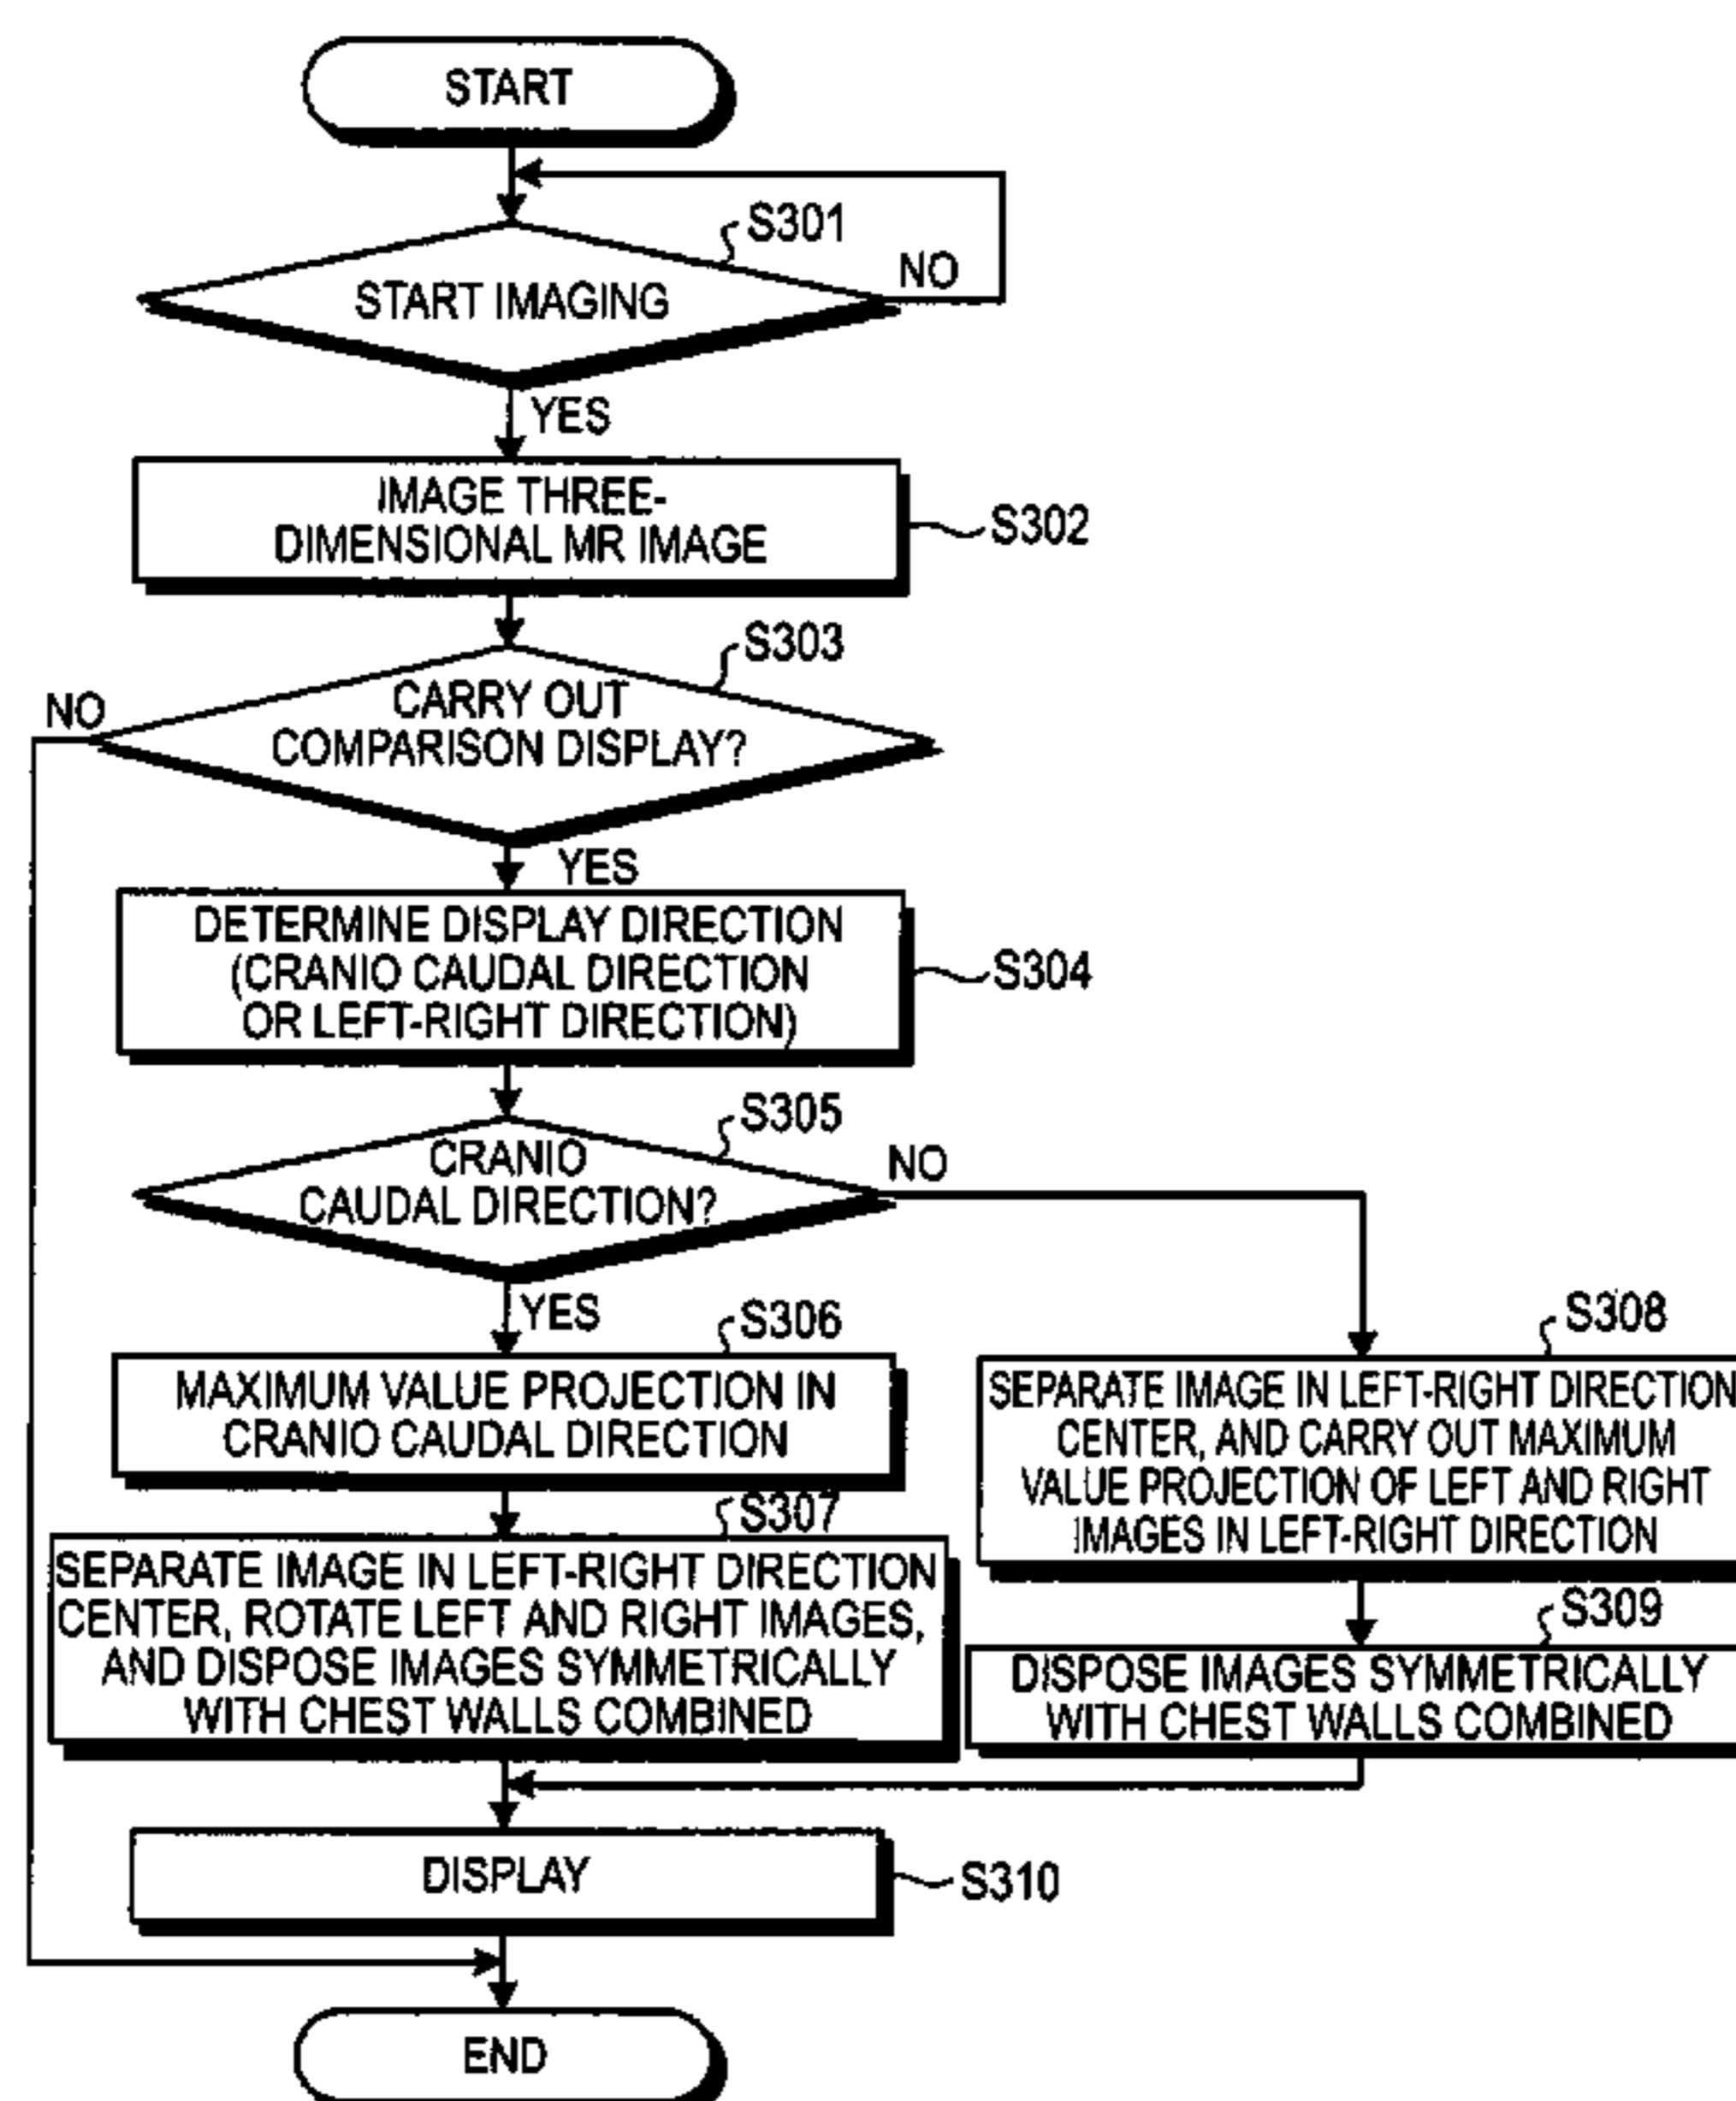 START
S301
START IMAGING
NO
YES
IMAGE THREE-
DIMENSIONAL MR IMAGE
S302
S303
CARRY OUT
COMPARISON DISPLAY?
NO
YES
DETERMINE DISPLAY DIRECTION
(CRANIO CAUDAL DIRECTION
OR LEFT-RIGHT DIRECTION)
S304
S305
CRANIO
CAUDAL DIRECTION?
NO
YES
S306
MAXIMUM VALUE PROJECTION IN
CRANIO CAUDAL DIRECTION
S307
SEPARATE IMAGE IN LEFT-RIGHT DIRECTION
CENTER, ROTATE LEFT AND RIGHT IMAGES,
AND DISPOSE IMAGES SYMMETRICALLY
WITH CHEST WALLS COMBINED
S308
SEPARATE IMAGE IN LEFT-RIGHT DIRECTION
CENTER, AND CARRY OUT MAXIMUM
VALUE PROJECTION OF LEFT AND RIGHT
IMAGES IN LEFT-RIGHT DIRECTION
S309
DISPOSE IMAGES SYMMETRICALLY
WITH CHEST WALLS COMBINED
DISPLAY
S310
END